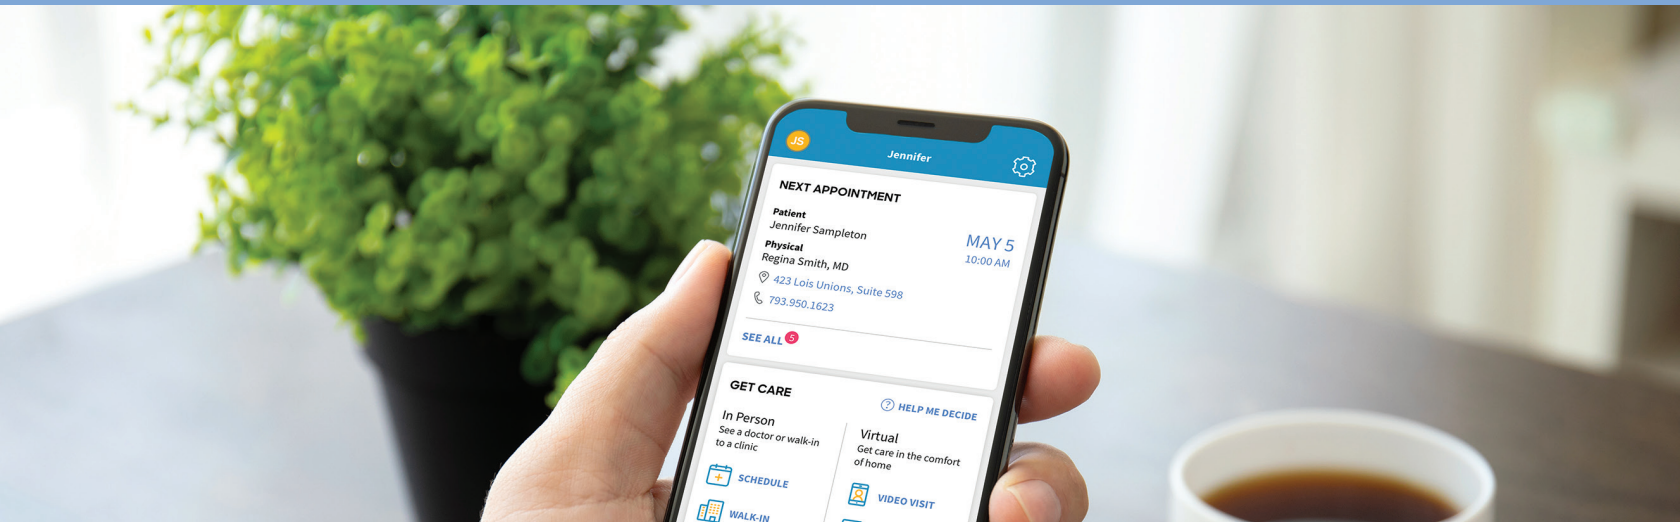 JS
Jennifer
NEXT APPOINTMENT
Patient
Jennifer Sampleton
MAY 5
10:00 AM
Physical
Regina Smith, MD
423 Lois Unions, Suite 598
793.950.1623
SEE ALL 5
GET CARE
? HELP ME DECIDE
In Person
See a doctor or walk-in
to a clinic
SCHEDULE
WALK-IN
Virtual
Get care in the comfort
of home
VIDEO VISIT